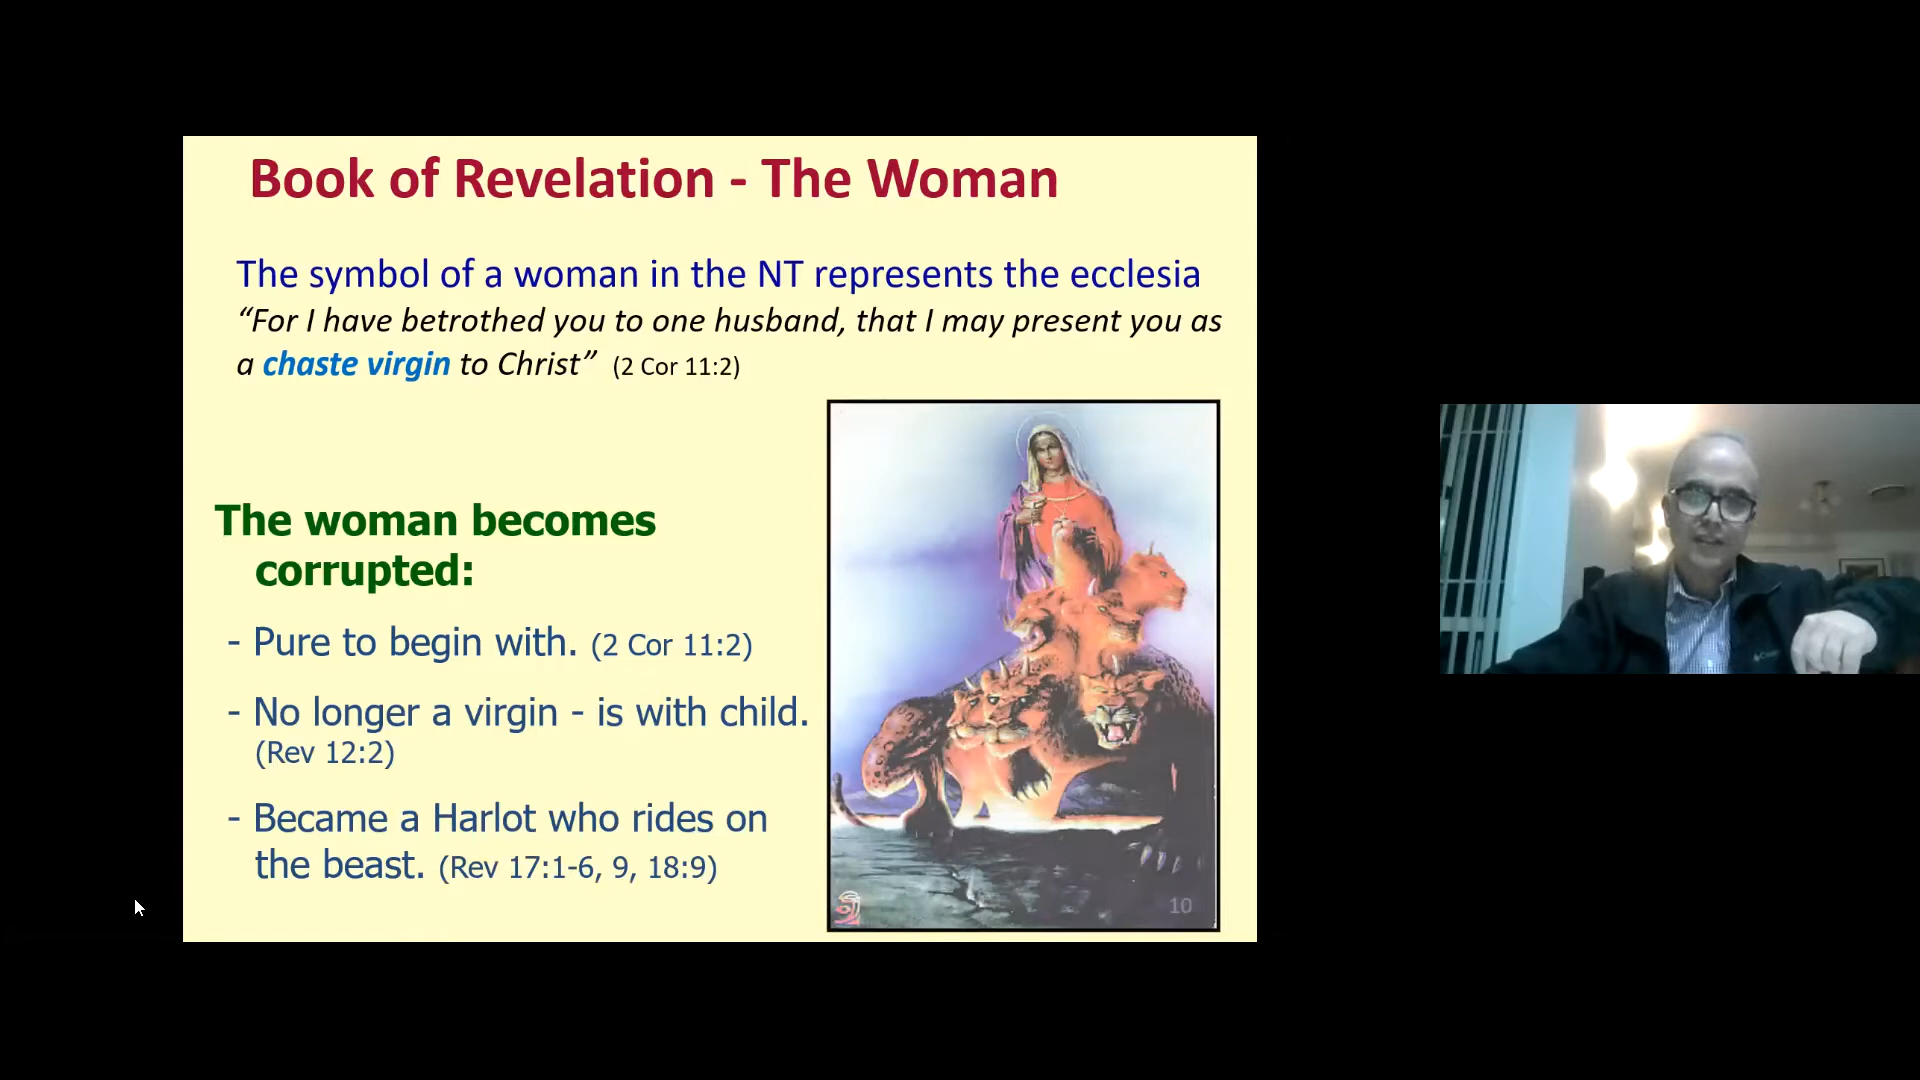 Book of Revelation - The Woman
The symbol of a woman in the NT represents the ecclesia
“For I have betrothed you to one husband, that I may present you as
a chaste virgin to Christ” (2 Cor 11:2)
The woman becomes
corrupted:
- Pure to begin with. (2 Cor 11:2)
- No longer a virgin - is with child.
(Rev 12:2)
- Became a Harlot who rides on
the beast. (Rev 17:1-6, 9, 18:9)
10